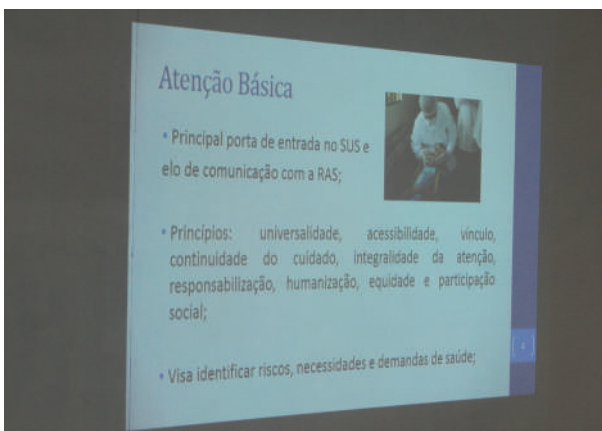 Atenção Básica
• Principal porta de entrada no SUS e
elo de comunicação com a RAS;
• Princípios: universalidade, acessibilidade, vínculo,
continuidade do cuidado, integralidade da atenção,
responsabilização, humanização, equidade e participação
social;
• Visa identificar riscos, necessidades e demandas de saúde;